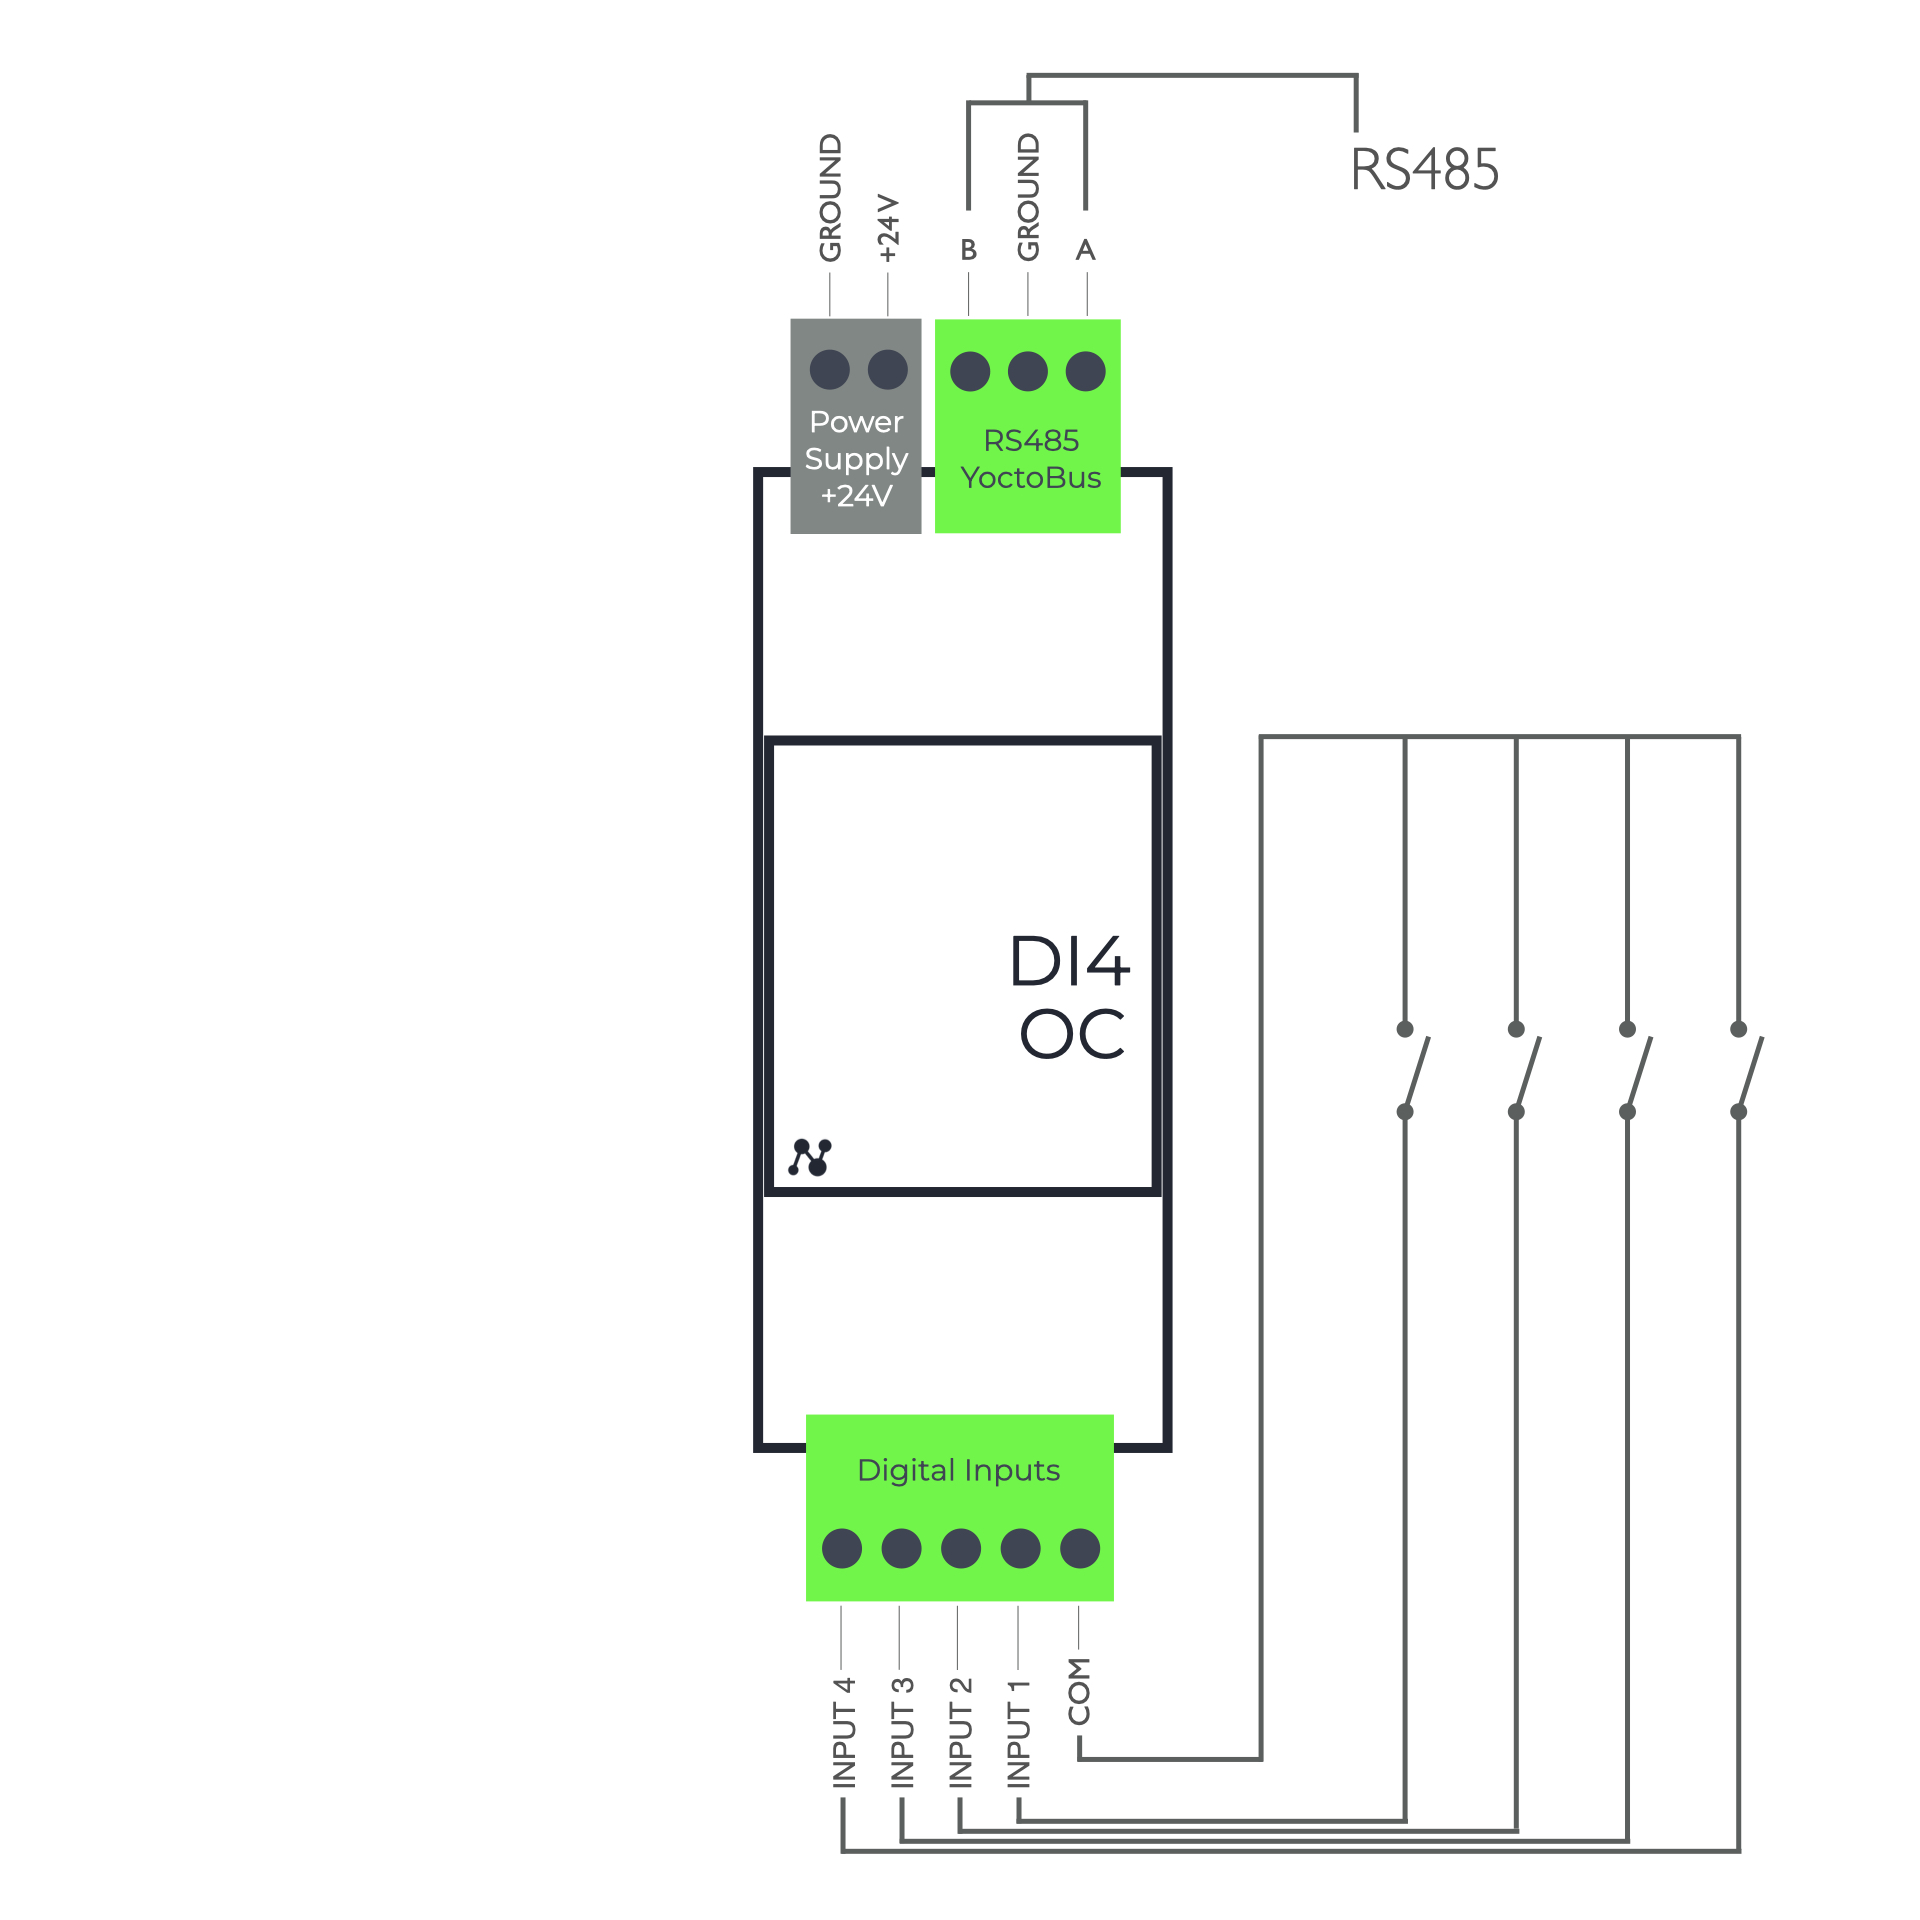 RS485
GROUND
+24V
B
GROUND
A
Power
Supply
+24V
RS485
YoctoBus
DI4
OC
Digital Inputs
INPUT 4
INPUT 3
INPUT 2
INPUT 1
COM